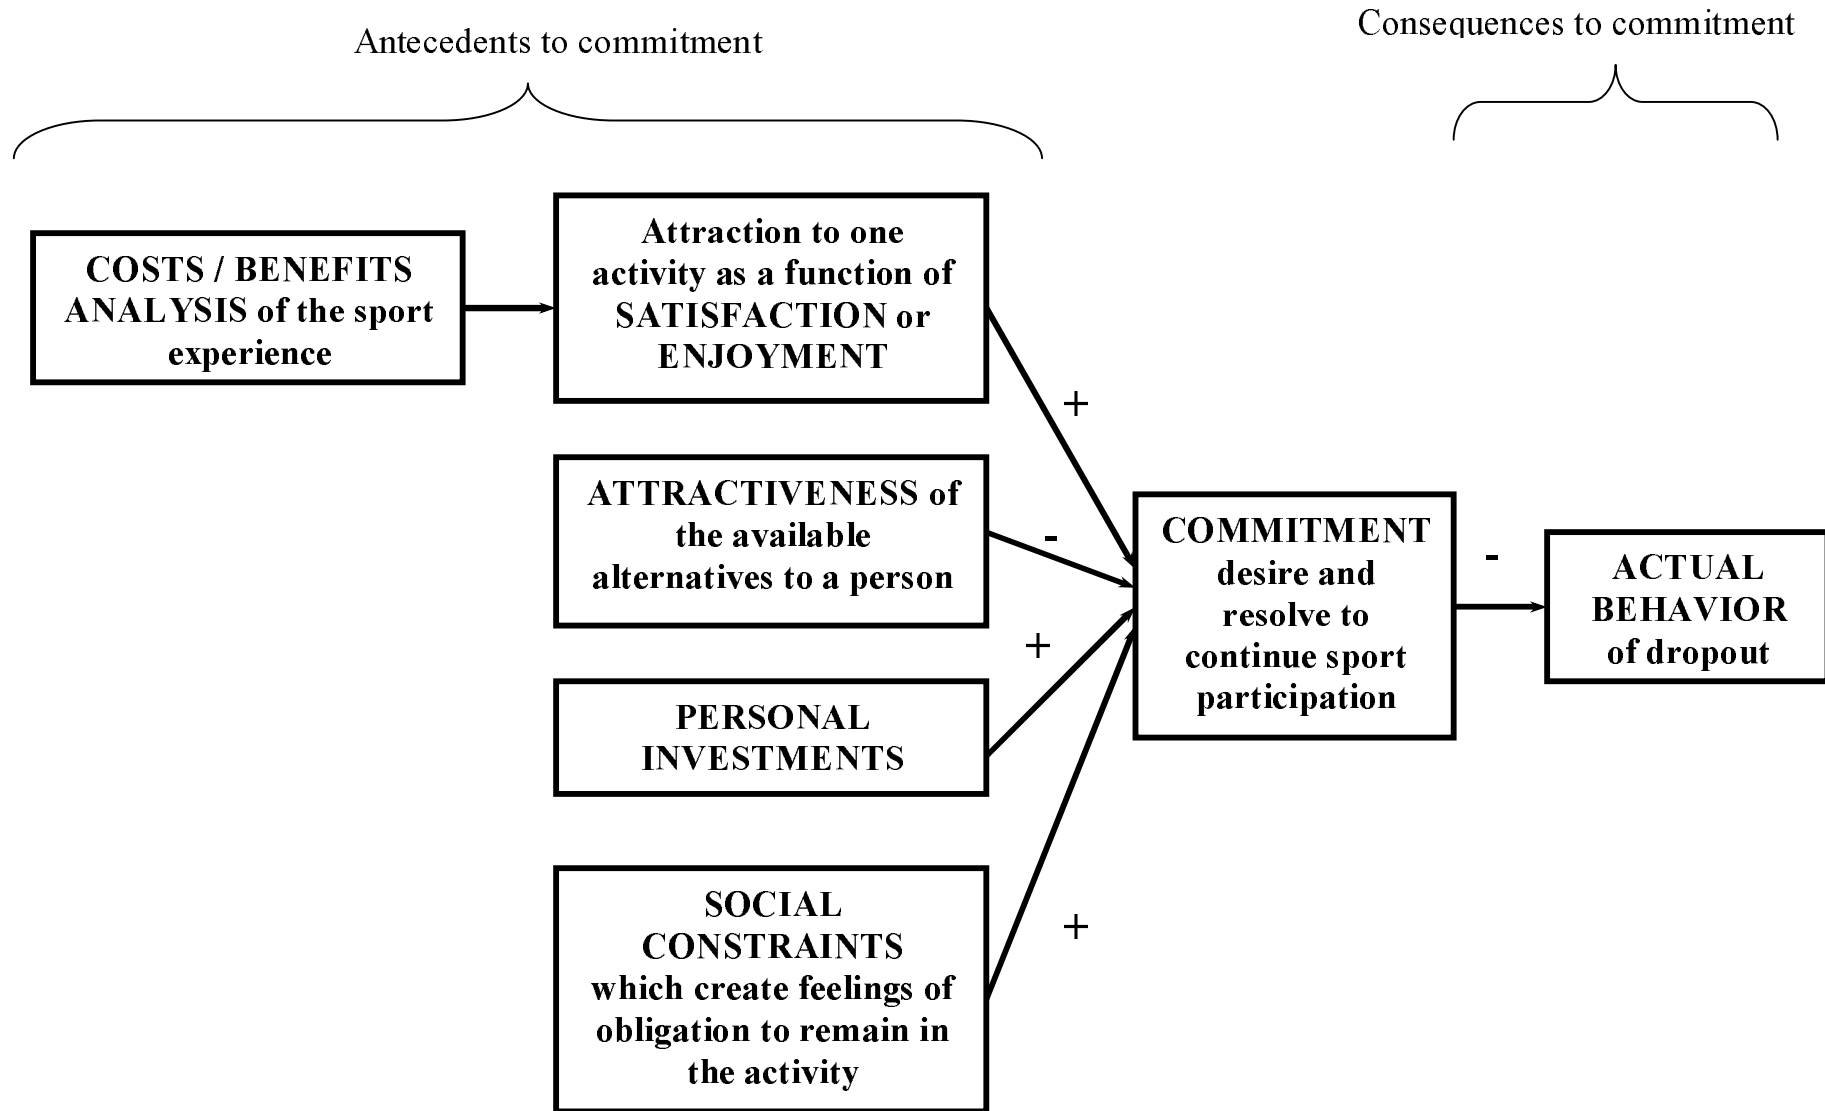 Antecedents to commitment
Consequences to commitment
COSTS / BENEFITS
ANALYSIS of the sport
experience
Attraction to one
activity as a function of
SATISFACTION or
ENJOYMENT
+
ATTRACTIVENESS of
the available
alternatives to a person
-
COMMITMENT
desire and
resolve to
continue sport
participation
-
ACTUAL
BEHAVIOR
of dropout
+
PERSONAL
INVESTMENTS
SOCIAL
CONSTRAINTS
which create feelings of
obligation to remain in
the activity
+